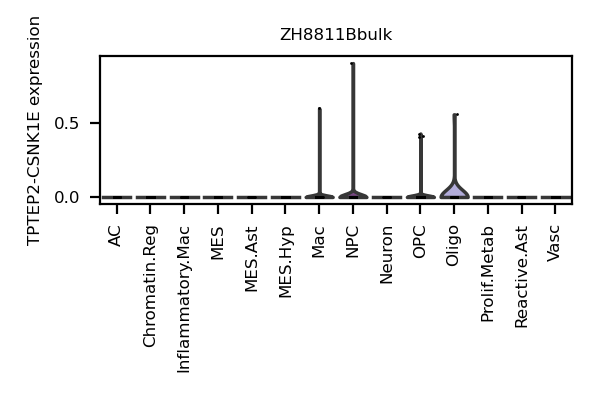 ZH8811Bbulk
TPTEP2-CSNK1E expression
0.5
0.0
AC
Chromatin.Reg
Inflammatory.Mac
MES
MES.Ast
MES.Hyp
Mac
NPC
Neuron
OPC
Oligo
Prolif.Metab
Reactive.Ast
Vasc